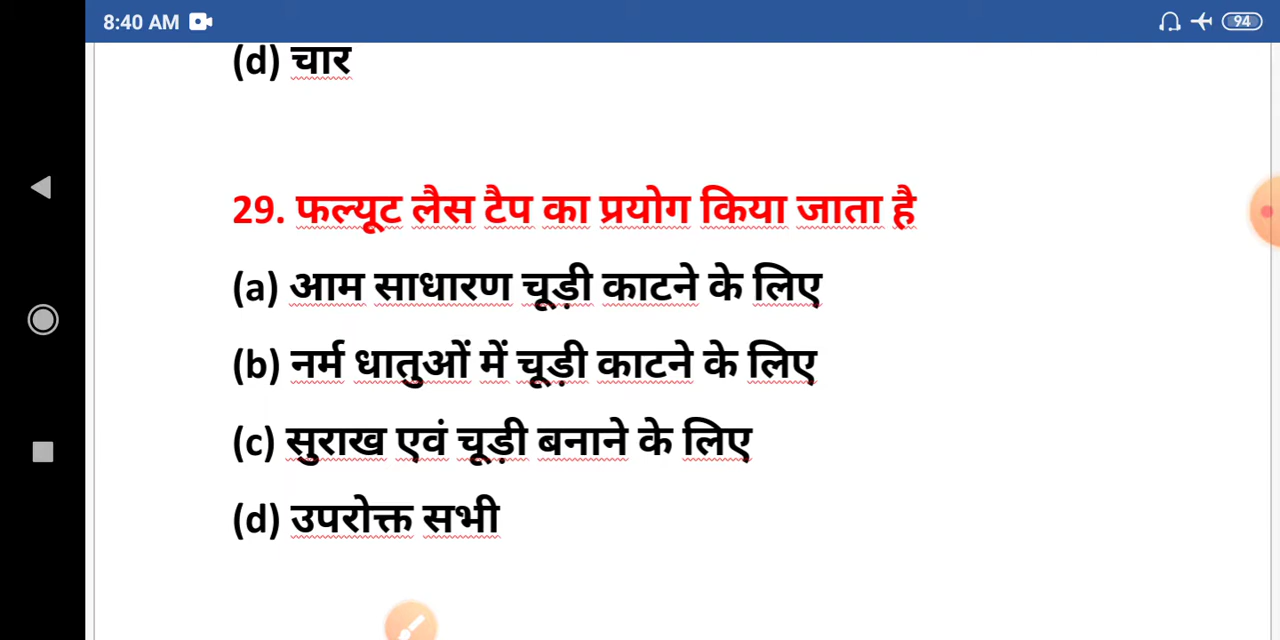 8:40 AM
94
(d) चार
29. फल्यूट लैस टैप का प्रयोग किया जाता है
(a) आम साधारण चूड़ी काटने के लिए
(b) नर्म धातुओं में चूड़ी काटने के लिए
(c) सुराख एवं चूड़ी बनाने के लिए
(d) उपरोक्त सभी